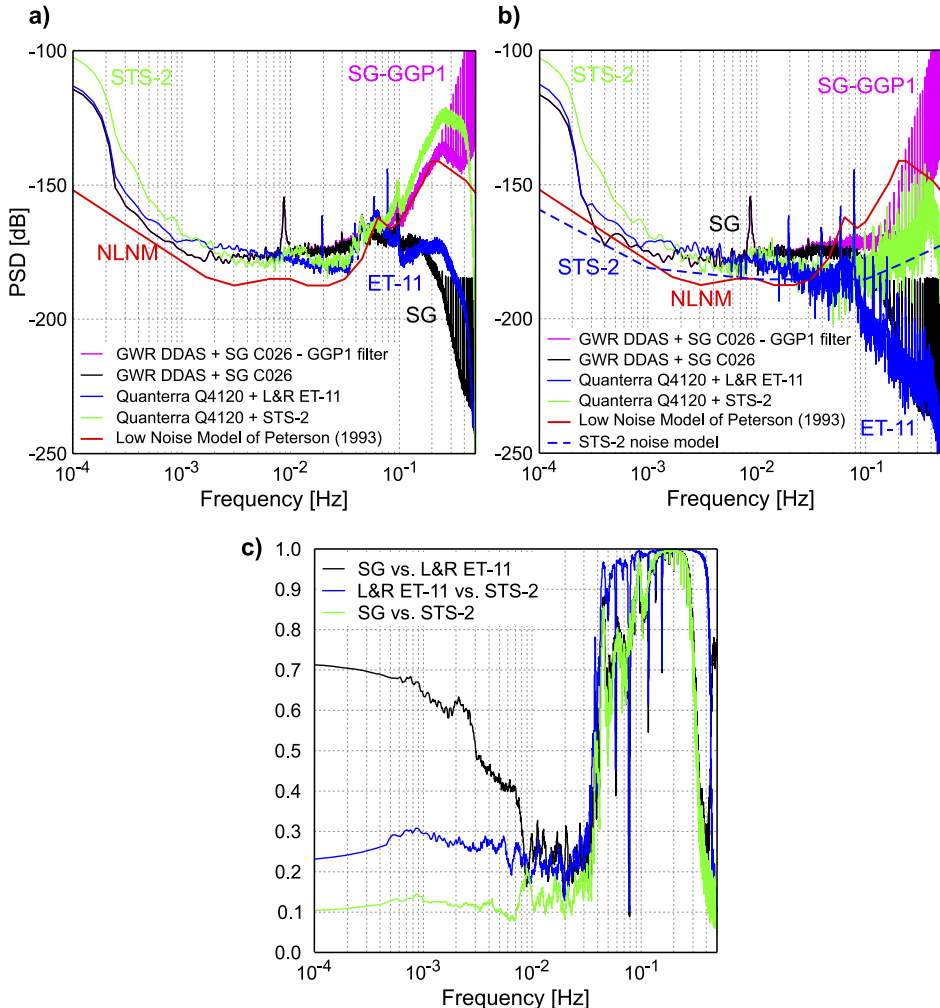 a)
-100
-150
-200
-250
PSD [dB]
STS-2
SG-GGP1
NLNM
ET-11
SG
GWR DDAS + SG C026 - GGP1 filter
GWR DDAS + SG C026
Quanterra Q4120 + L&R ET-11
Quanterra Q4120 + STS-2
Low Noise Model of Peterson (1993)
10-4
10-3
10-2
10-1
Frequency [Hz]
b)
-100
-150
-200
-250
STS-2
SG-GGP1
SG
STS-2
NLNM
GWR DDAS + SG C026 - GGP1 filter
GWR DDAS + SG C026
Quanterra Q4120 + L&R ET-11
Quanterra Q4120 + STS-2
Low Noise Model of Peterson (1993)
STS-2 noise model
ET-11
10-4
10-3
10-2
10-1
Frequency [Hz]
c)
1.0
0.9
0.8
0.7
0.6
0.5
0.4
0.3
0.2
0.1
0.0
SG vs. L&R ET-11
L&R ET-11 vs. STS-2
SG vs. STS-2
10-4
10-3
10-2
10-1
Frequency [Hz]